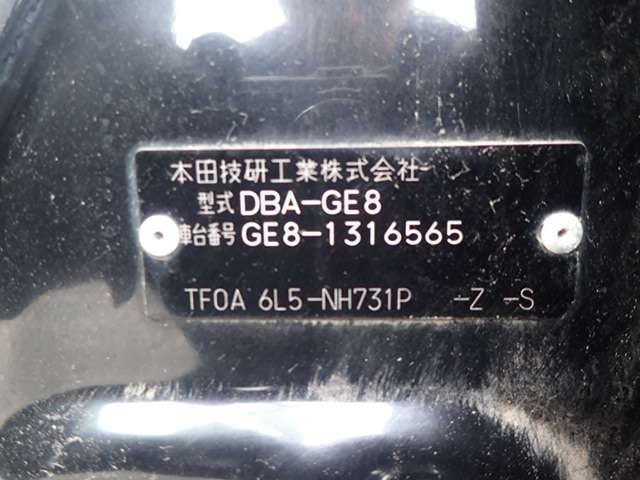 本田技研工業株式会社
型式 DBA-GE8
車台番号 GE8-1316565
TF0A 6L5-NH731P -Z -S